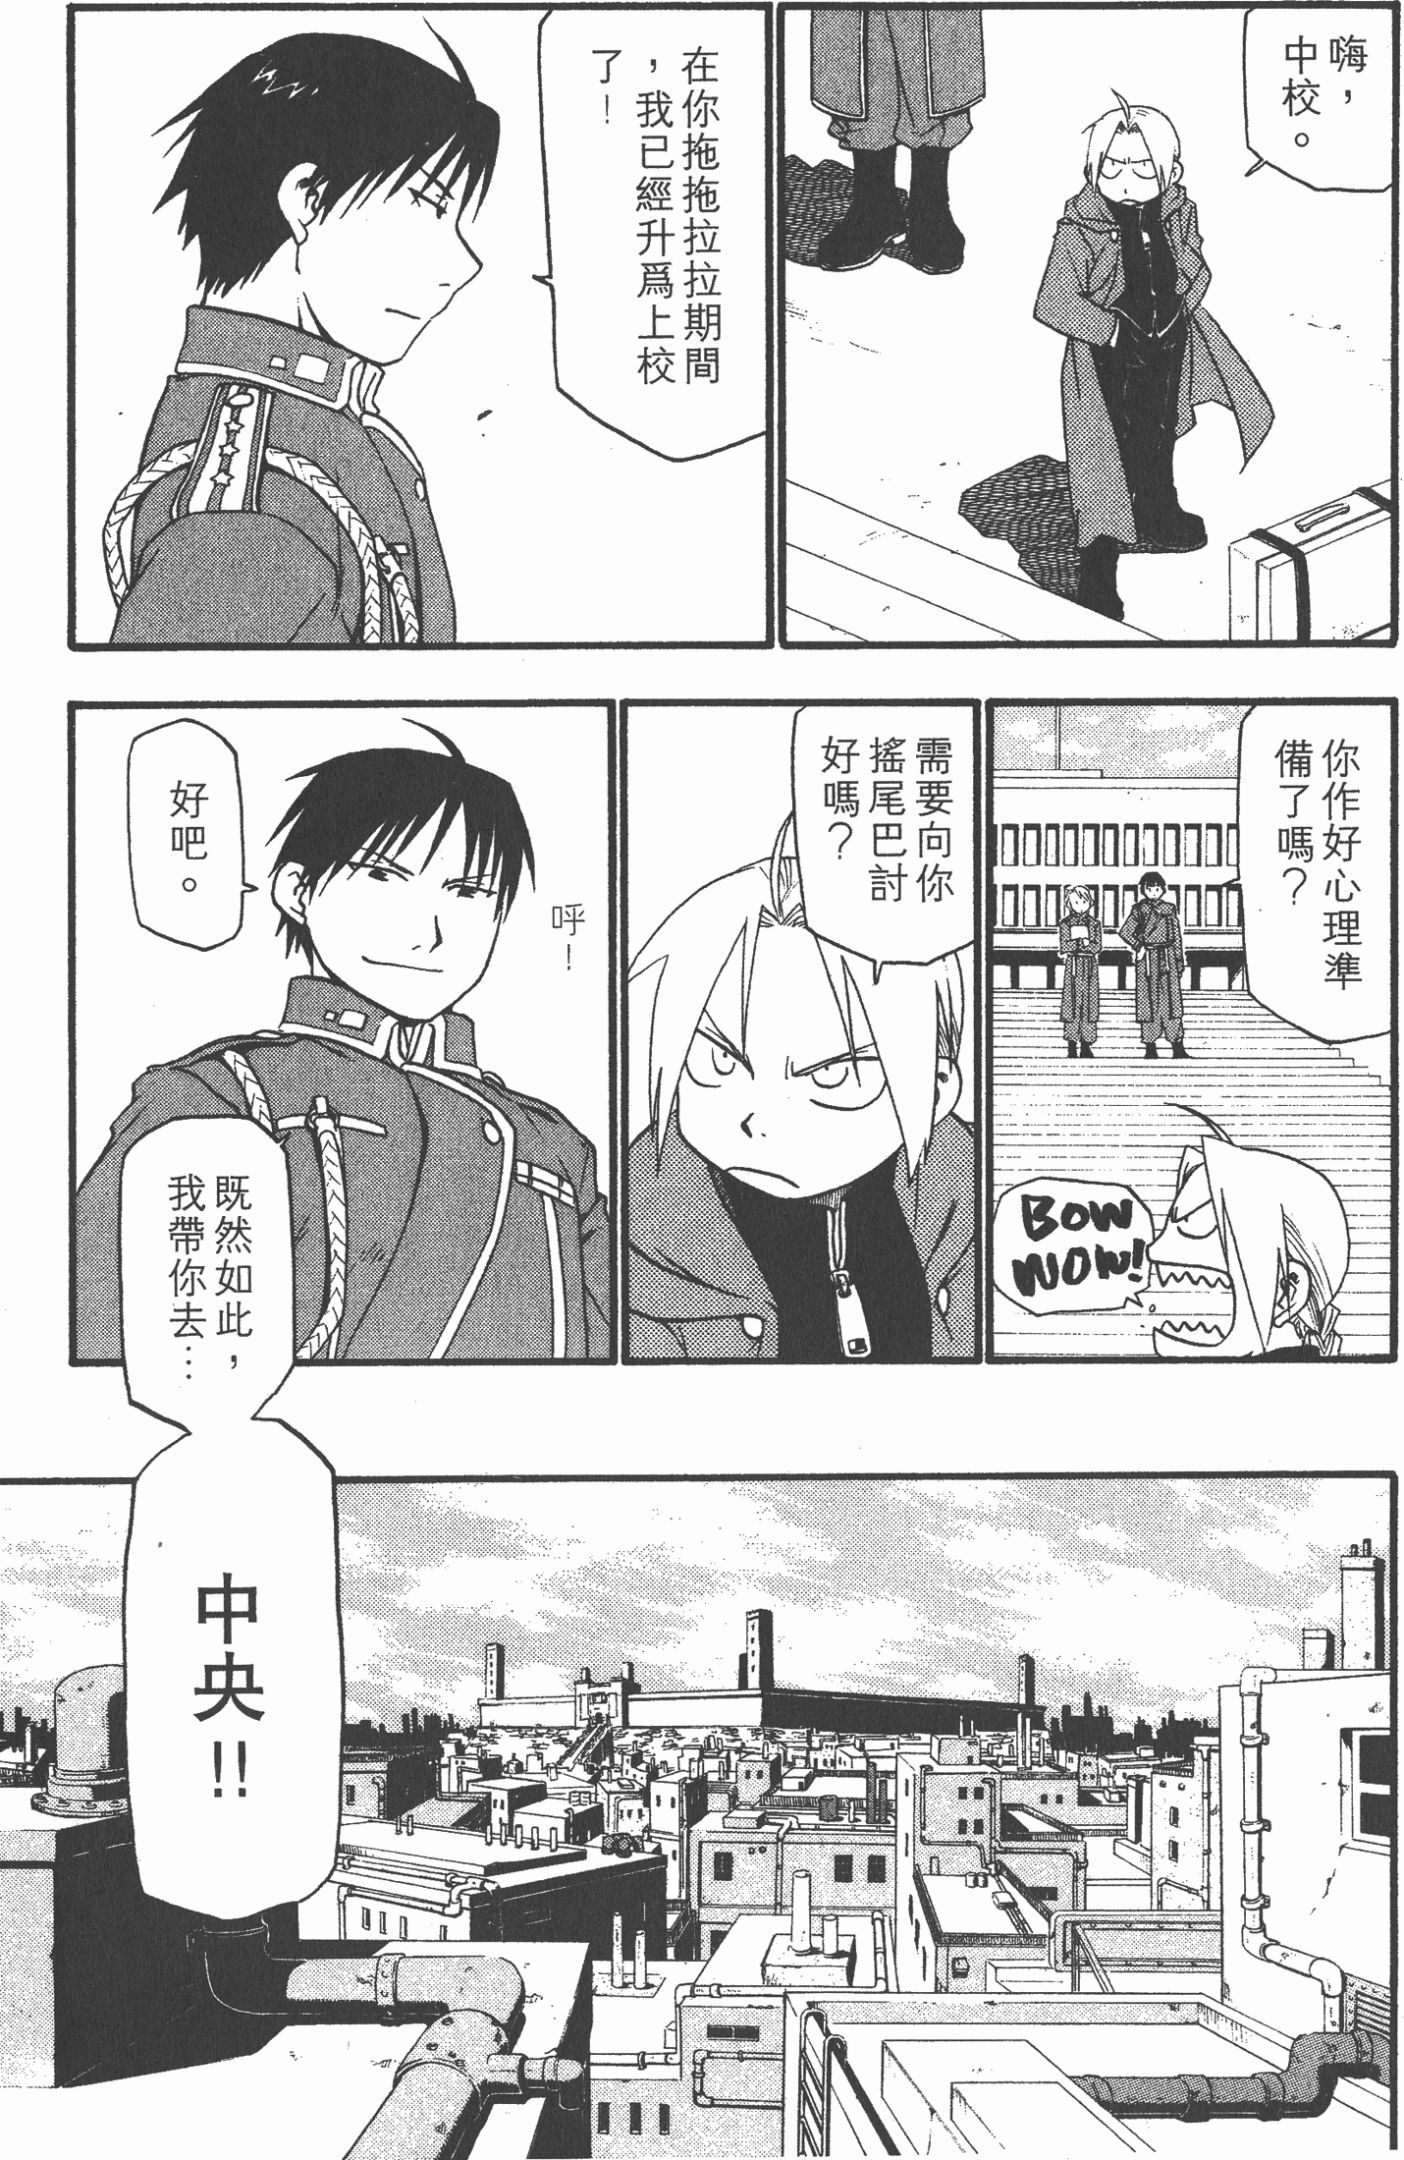 嗨，
中校。
在你拖拖拉拉期間
，我已經升爲上校
了！
你作好心理準
備了嗎？
BOW
WOW!
需要向你
搖尾巴討
好嗎？
呼！
好吧。
既然如此，
我帶你去…
中央!!